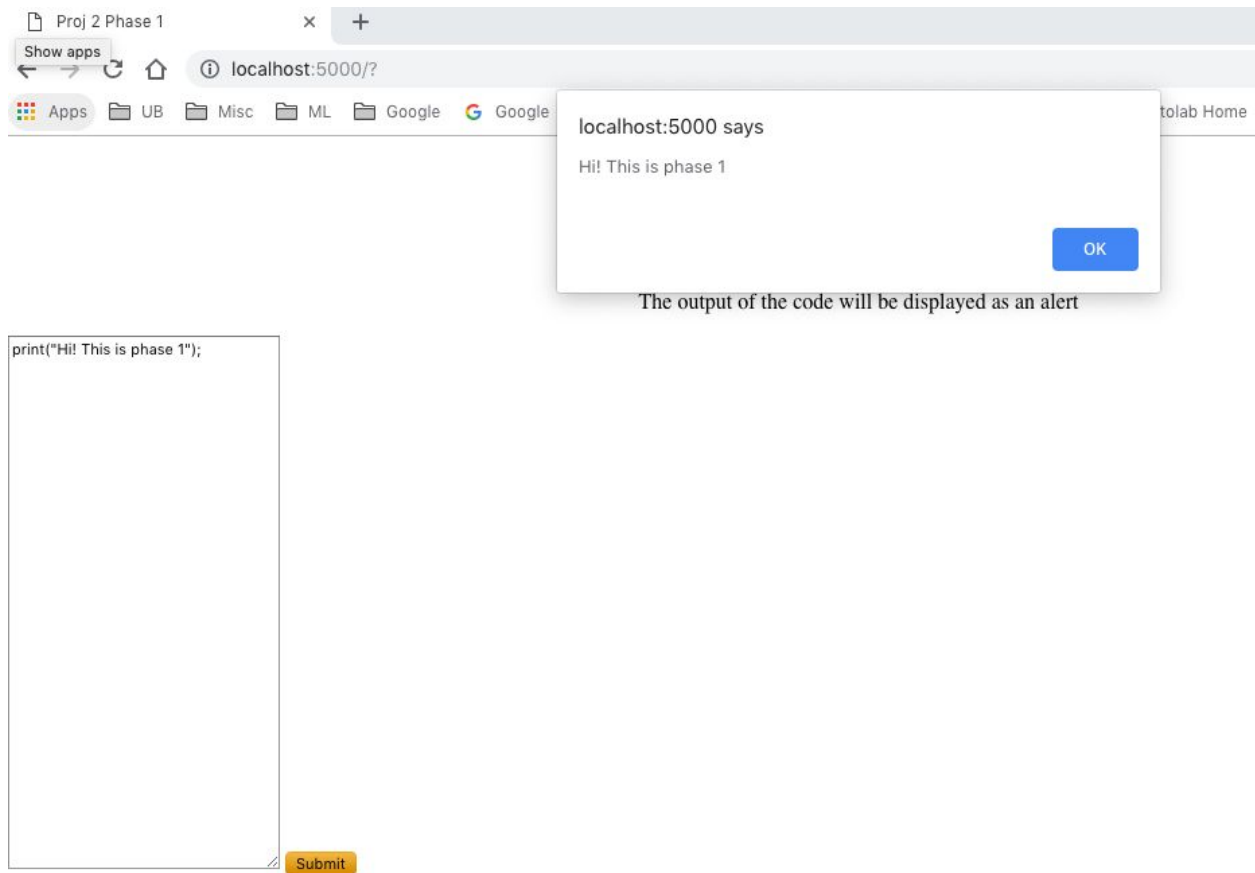 Proj 2 Phase 1
Show apps
localhost:5000/?
Apps UB Misc ML Google Google tolab Home
localhost:5000 says
Hi! This is phase 1
OK
The output of the code will be displayed as an alert
print("Hi! This is phase 1");
Submit